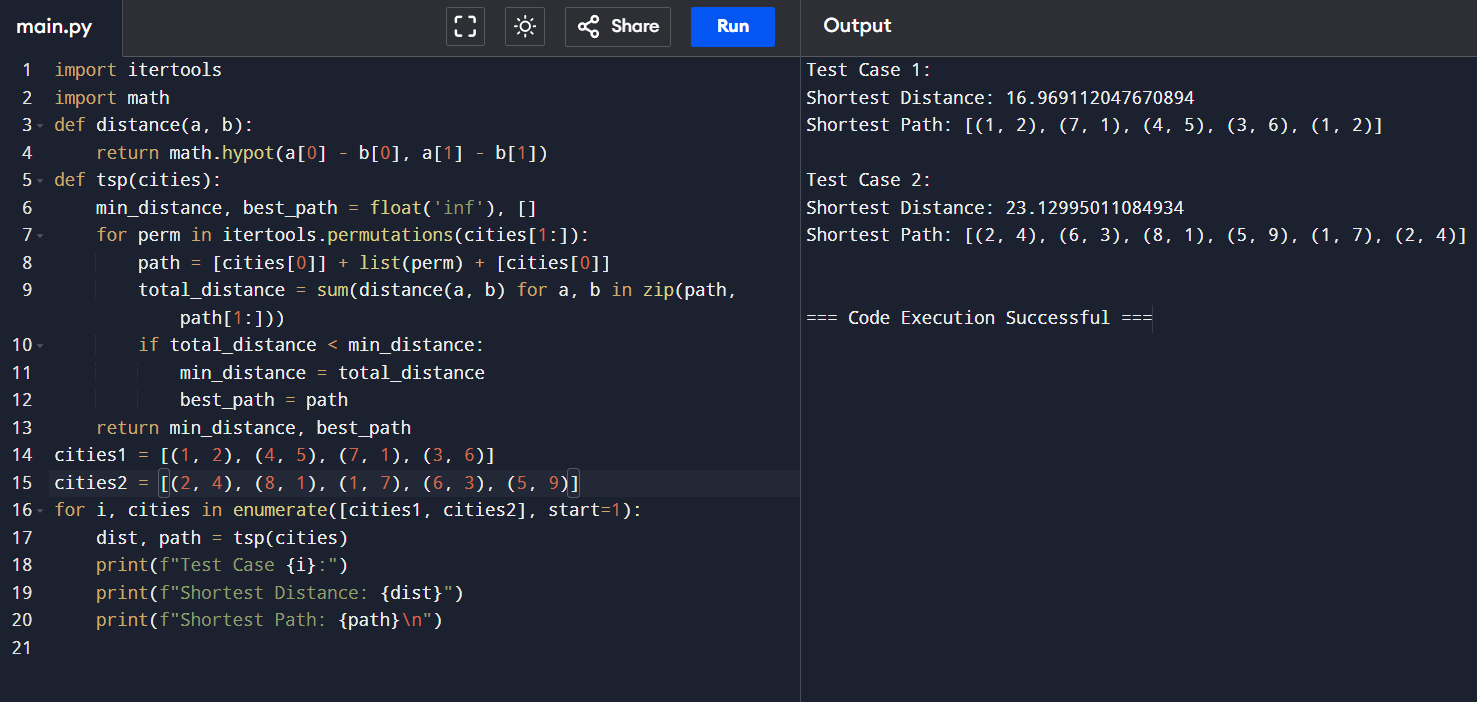 main.py
Share
Run
Output
1 import itertools
2 import math
3 def distance(a, b):
4     return math.hypot(a[0] - b[0], a[1] - b[1])
5 def tsp(cities):
6     min_distance, best_path = float('inf'), []
7     for perm in itertools.permutations(cities[1:]):
8         path = [cities[0]] + list(perm) + [cities[0]]
9         total_distance = sum(distance(a, b) for a, b in zip(path,
            path[1:]))
10         if total_distance < min_distance:
11             min_distance = total_distance
12             best_path = path
13     return min_distance, best_path
14 cities1 = [(1, 2), (4, 5), (7, 1), (3, 6)]
15 cities2 = [(2, 4), (8, 1), (1, 7), (6, 3), (5, 9)]
16 for i, cities in enumerate([cities1, cities2], start=1):
17     dist, path = tsp(cities)
18     print(f"Test Case {i}:")
19     print(f"Shortest Distance: {dist}")
20     print(f"Shortest Path: {path}\n")
21
Test Case 1:
Shortest Distance: 16.969112047670894
Shortest Path: [(1, 2), (7, 1), (4, 5), (3, 6), (1, 2)]
Test Case 2:
Shortest Distance: 23.12995011084934
Shortest Path: [(2, 4), (6, 3), (8, 1), (5, 9), (1, 7), (2, 4)]
=== Code Execution Successful ===